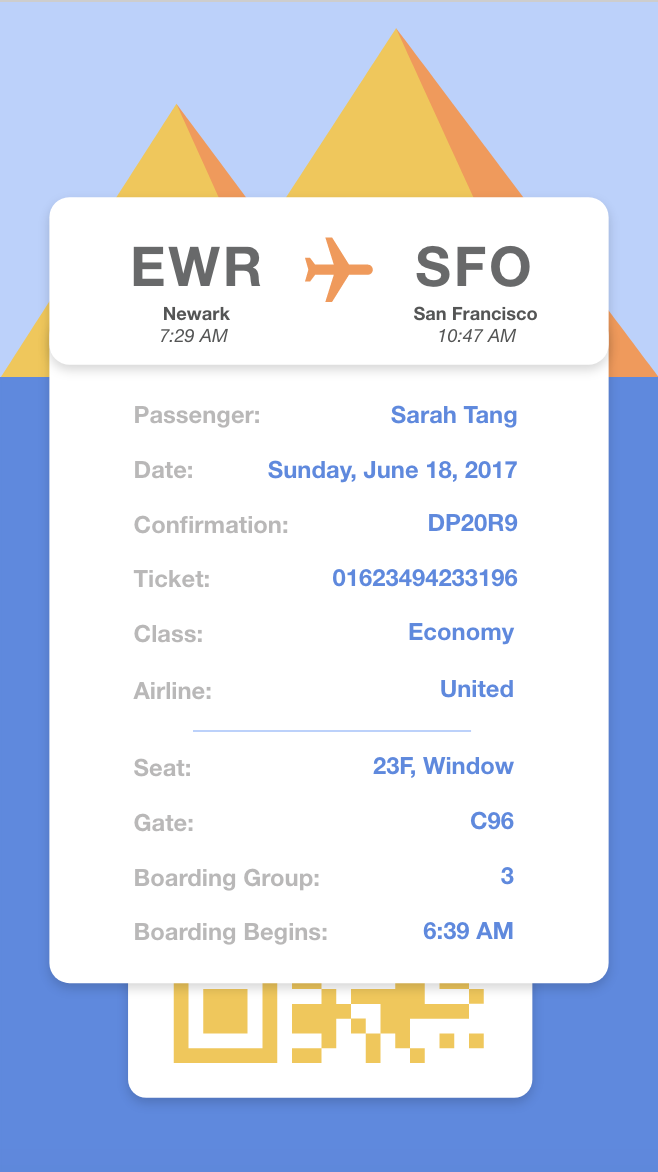 EWR SFO
Newark San Francisco
7:29 AM 10:47 AM
Passenger: Sarah Tang
Date: Sunday, June 18, 2017
Confirmation: DP20R9
Ticket: 01623494233196
Class: Economy
Airline: United
Seat: 23F, Window
Gate: C96
Boarding Group: 3
Boarding Begins: 6:39 AM